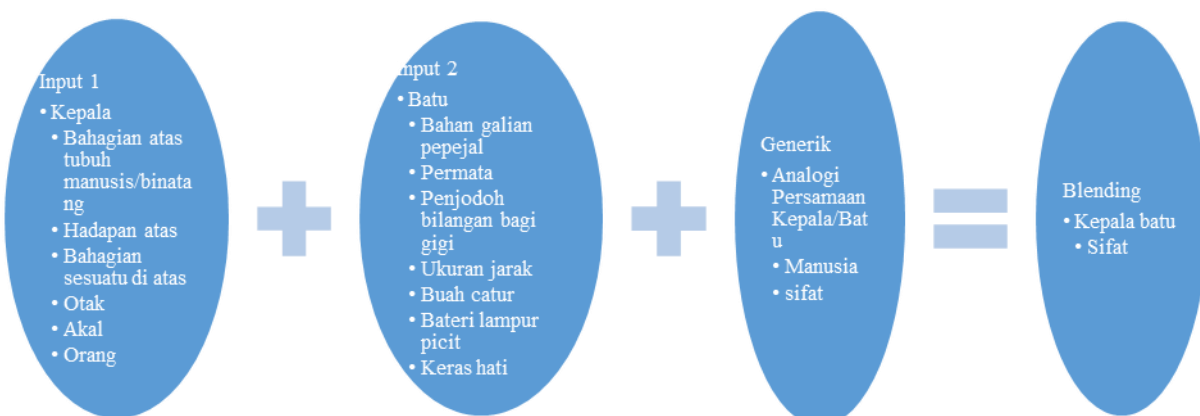 Input 1
• Kepala
• Bahagian atas
tubuh
manusis/binata
ng
• Hadapan atas
• Bahagian
sesuatu di atas
• Otak
• Akal
• Orang
Input 2
• Batu
• Bahan galian
pepejal
• Permata
• Penjodoh
bilangan bagi
gigi
• Ukuran jarak
• Buah catur
• Bateri lampur
picit
• Keras hati
Generik
• Analogi
Persamaan
Kepala/Bat
u
• Manusia
• sifat
Blending
• Kepala batu
• Sifat